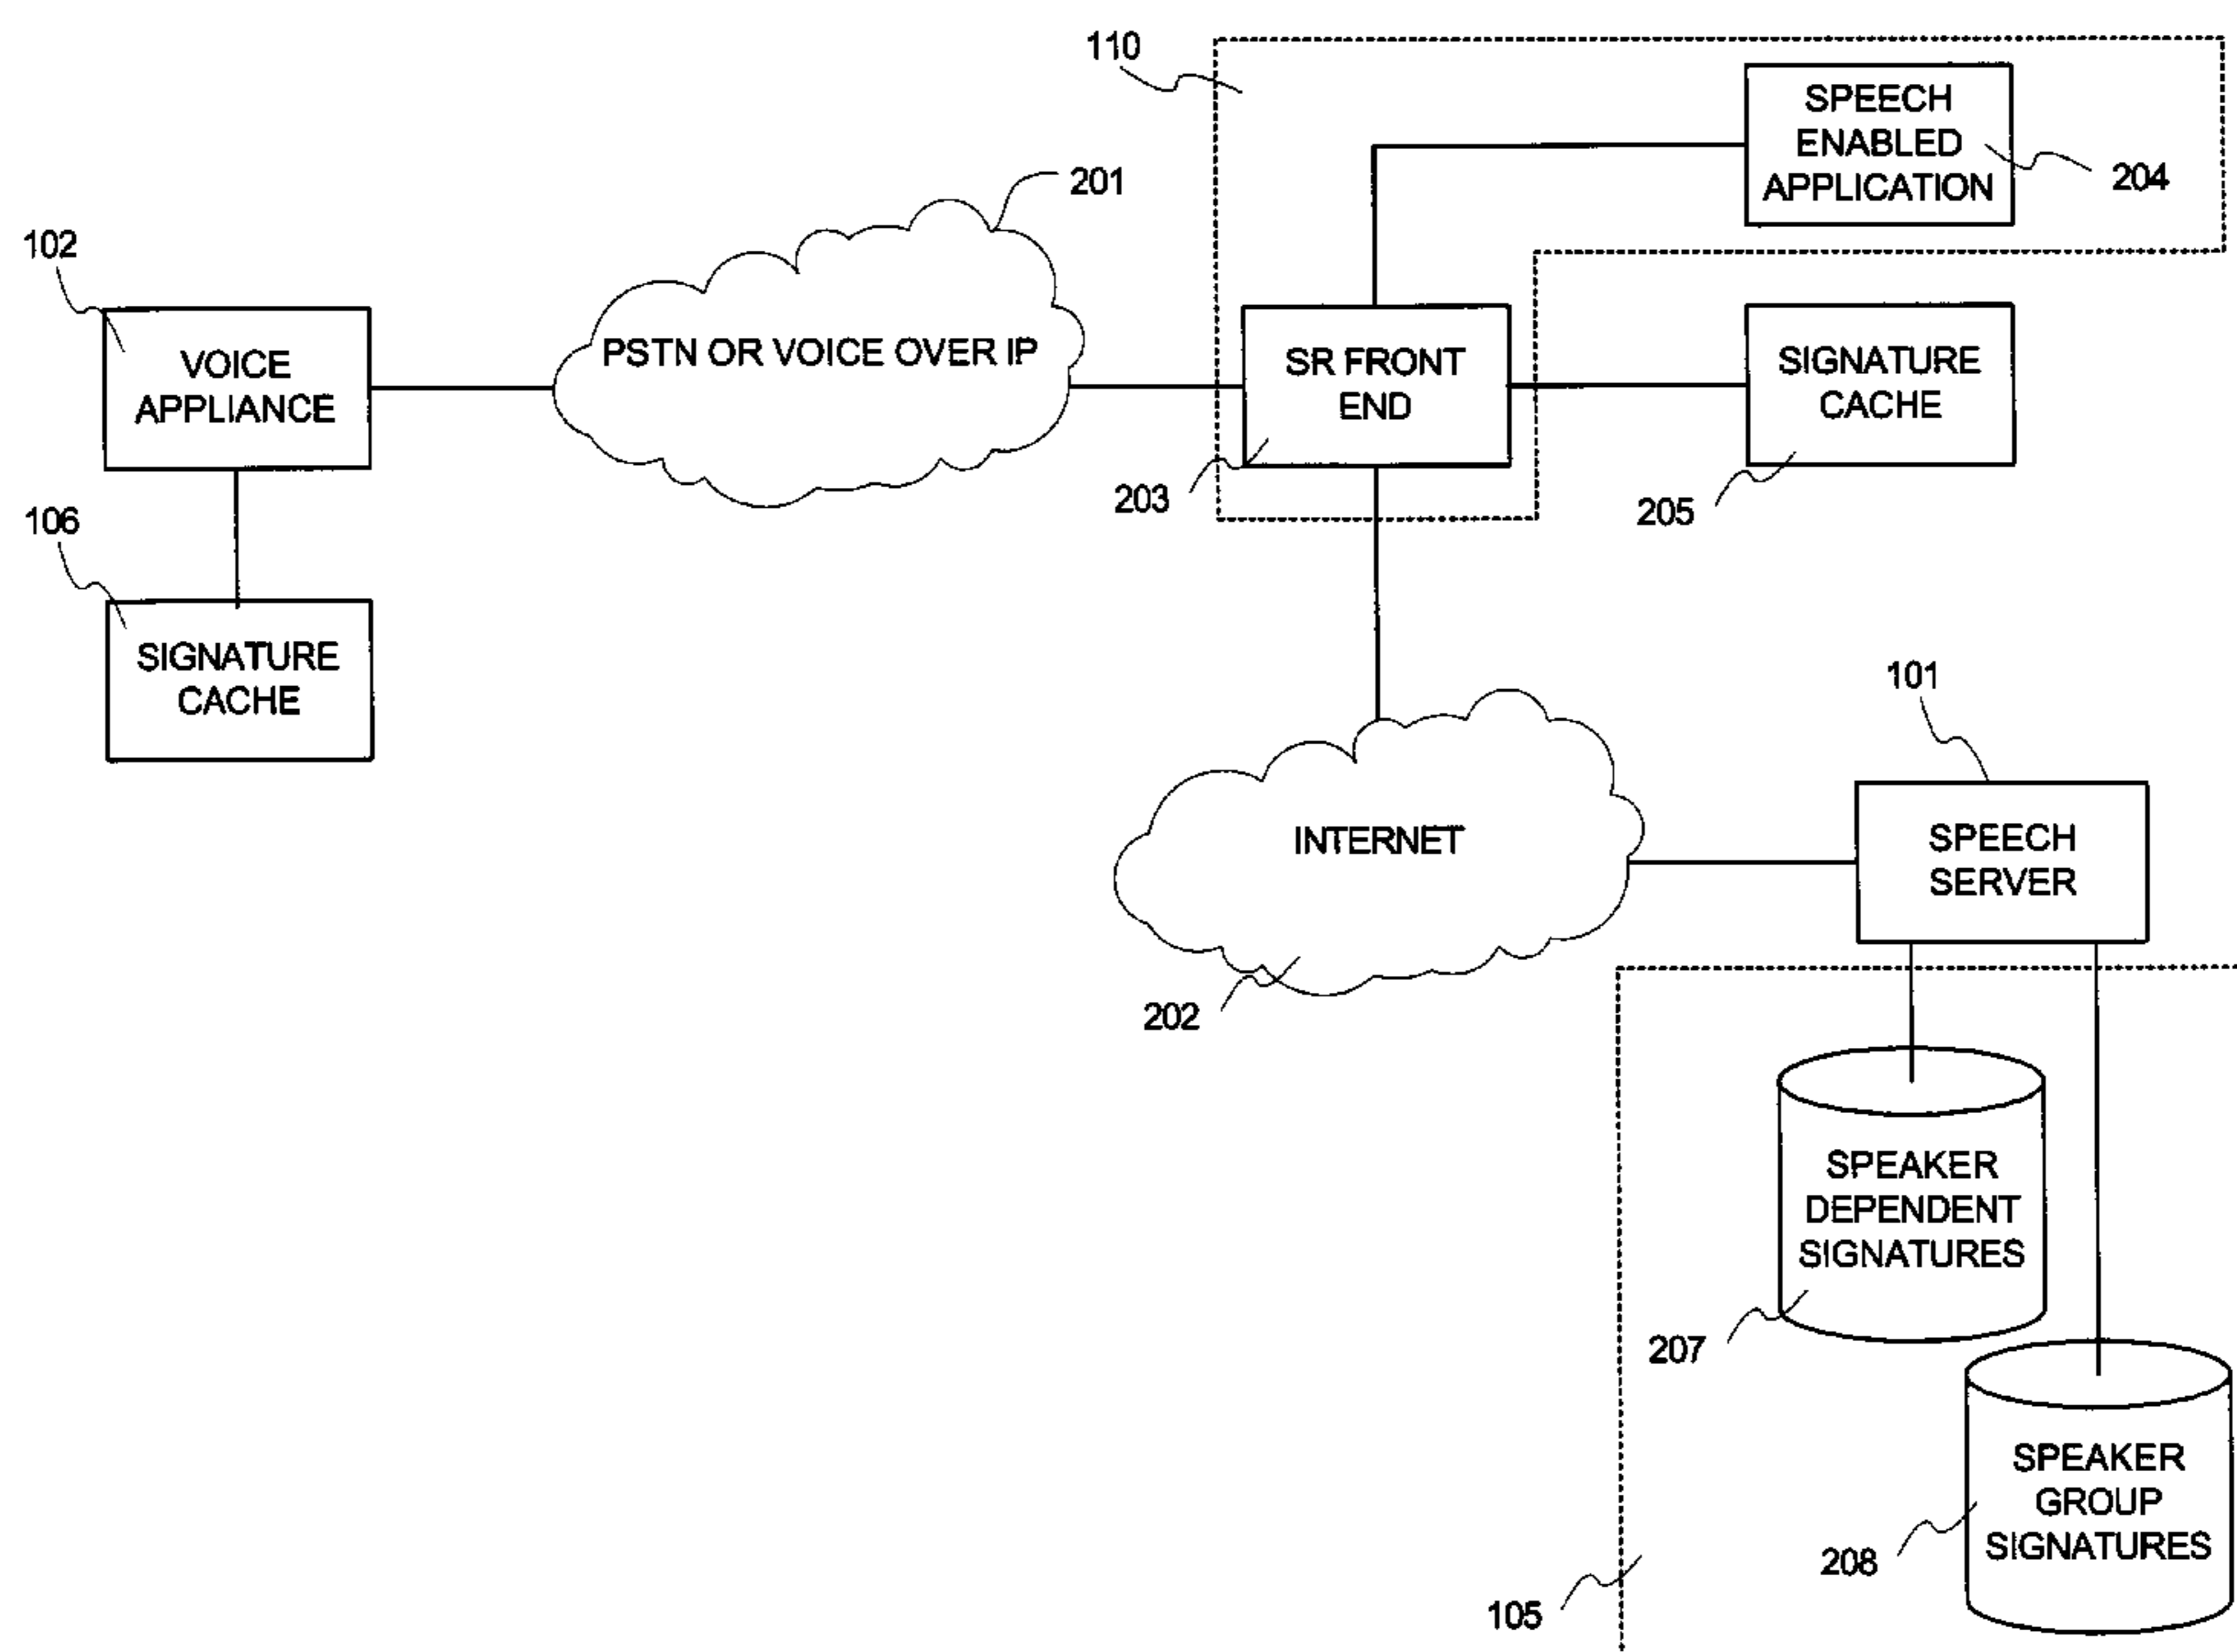 110
SPEECH
ENABLED
APPLICATION
204
201
102
VOICE
APPLIANCE
PSTN OR VOICE OVER IP
SR FRONT
END
SIGNATURE
CACHE
203
205
106
SIGNATURE
CACHE
101
INTERNET
SPEECH
SERVER
202
SPEAKER
DEPENDENT
SIGNATURES
207
SPEAKER
GROUP
SIGNATURES
208
105